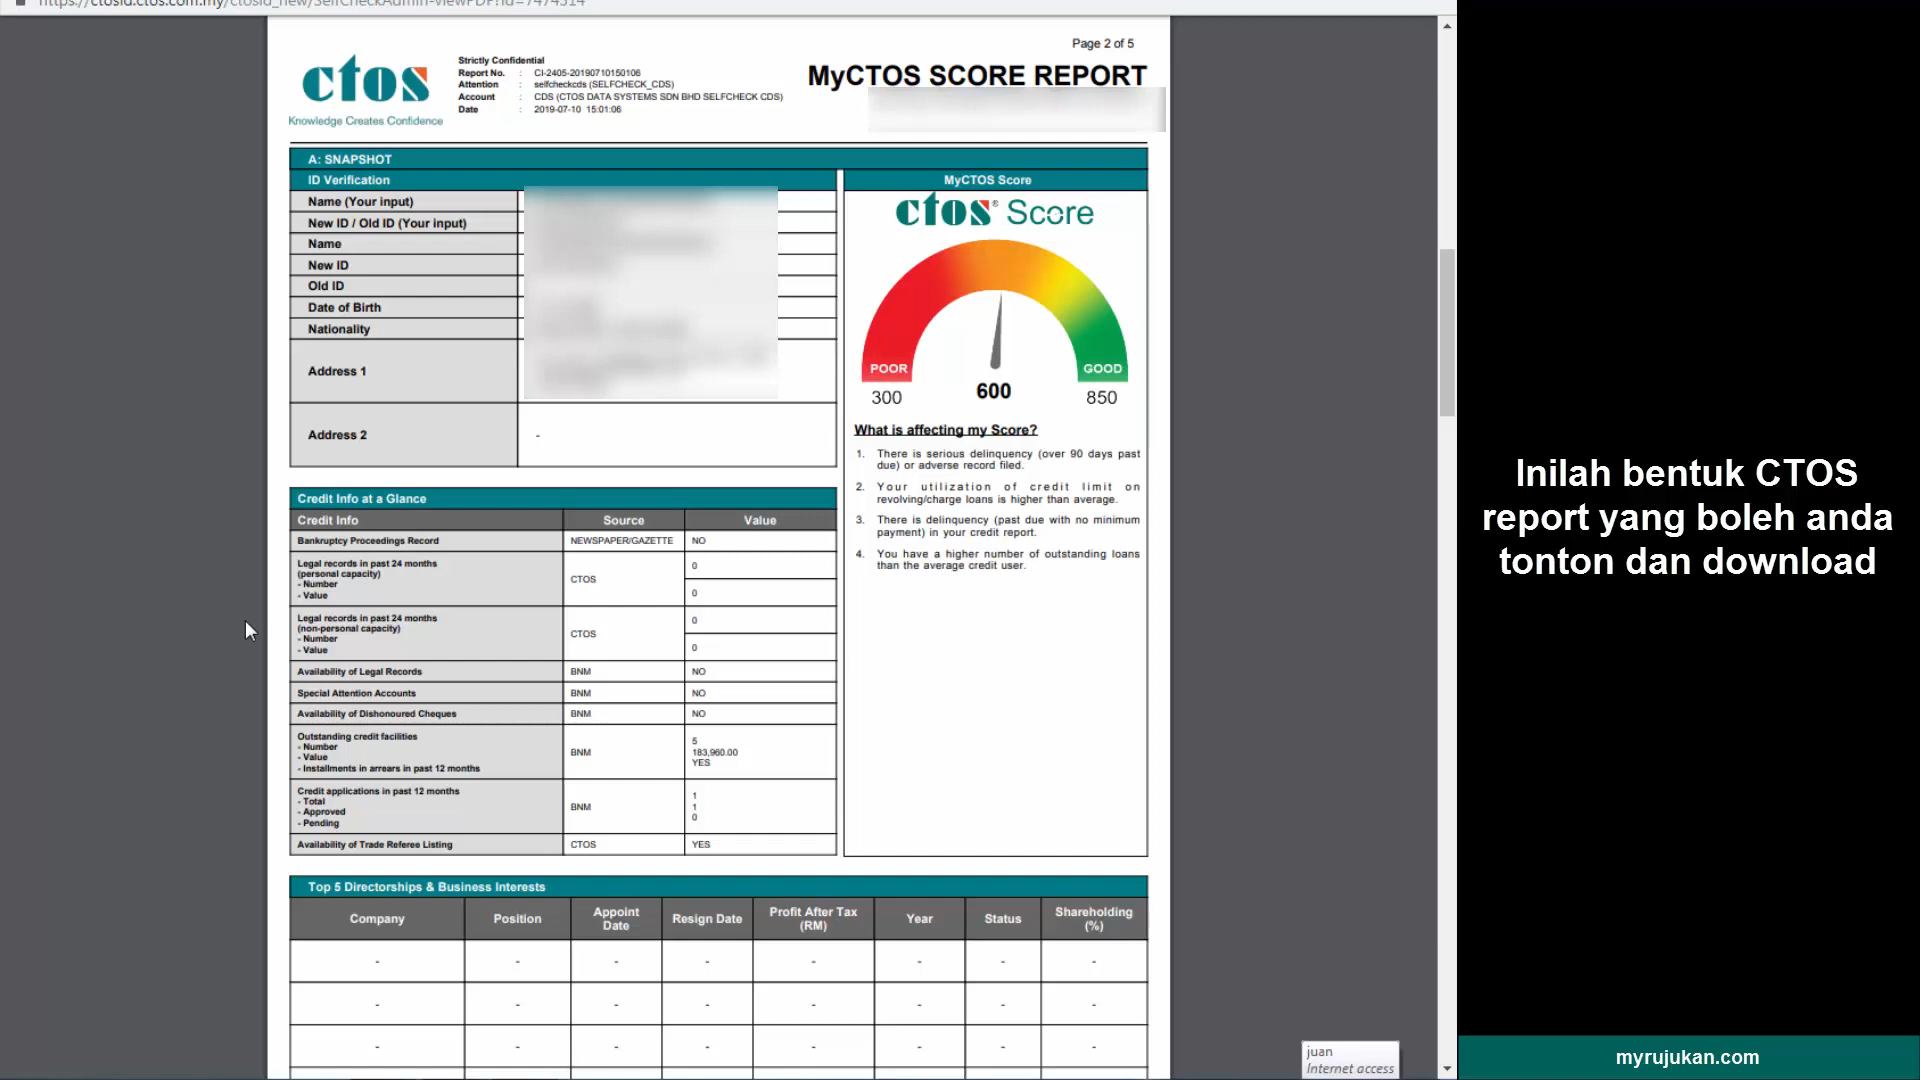 https://ctosid.ctos.com.my/ctosid_new/SelfCheckAdmin-viewPDF?id=7474514
Page 2 of 5
ctos
Knowledge Creates Confidence
Strictly Confidential
Report No. : CI-2405-20190710150106
Attention : selfcheckcds (SELFCHECK_CDS)
Account : CDS (CTOS DATA SYSTEMS SDN BHD SELFCHECK CDS)
Date : 2019-07-10 15:01:06
MyCTOS SCORE REPORT
A: SNAPSHOT
ID Verification
Name (Your input)
New ID / Old ID (Your input)
Name
New ID
Old ID
Date of Birth
Nationality
Address 1
Address 2 -
MyCTOS Score
ctos® Score
POOR
GOOD
300
600
850
What is affecting my Score?
1. There is serious delinquency (over 90 days past
due) or adverse record filed.
2. Your utilization of credit limit on
revolving/charge loans is higher than average.
3. There is delinquency (past due with no minimum
payment) in your credit report.
4. You have a higher number of outstanding loans
than the average credit user.
Credit Info at a Glance
Credit Info Source Value
Bankruptcy Proceedings Record NEWSPAPER/GAZETTE NO
Legal records in past 24 months
(personal capacity)
- Number
- Value
CTOS
0
0
Legal records in past 24 months
(non-personal capacity)
- Number
- Value
CTOS
0
0
Availability of Legal Records BNM NO
Special Attention Accounts BNM NO
Availability of Dishonoured Cheques BNM NO
Outstanding credit facilities
- Number
- Value
- Installments in arrears in past 12 months
BNM
5
183,960.00
YES
Credit applications in past 12 months
- Total
- Approved
- Pending
BNM
1
1
0
Availability of Trade Referee Listing CTOS YES
Top 5 Directorships & Business Interests
Company Position Appoint Date Resign Date Profit After Tax (RM) Year Status Shareholding (%)
- - - - - - - -
- - - - - - - -
- - - - - - - -
Inilah bentuk CTOS
report yang boleh anda
tonton dan download
juan
Internet access
myrujukan.com